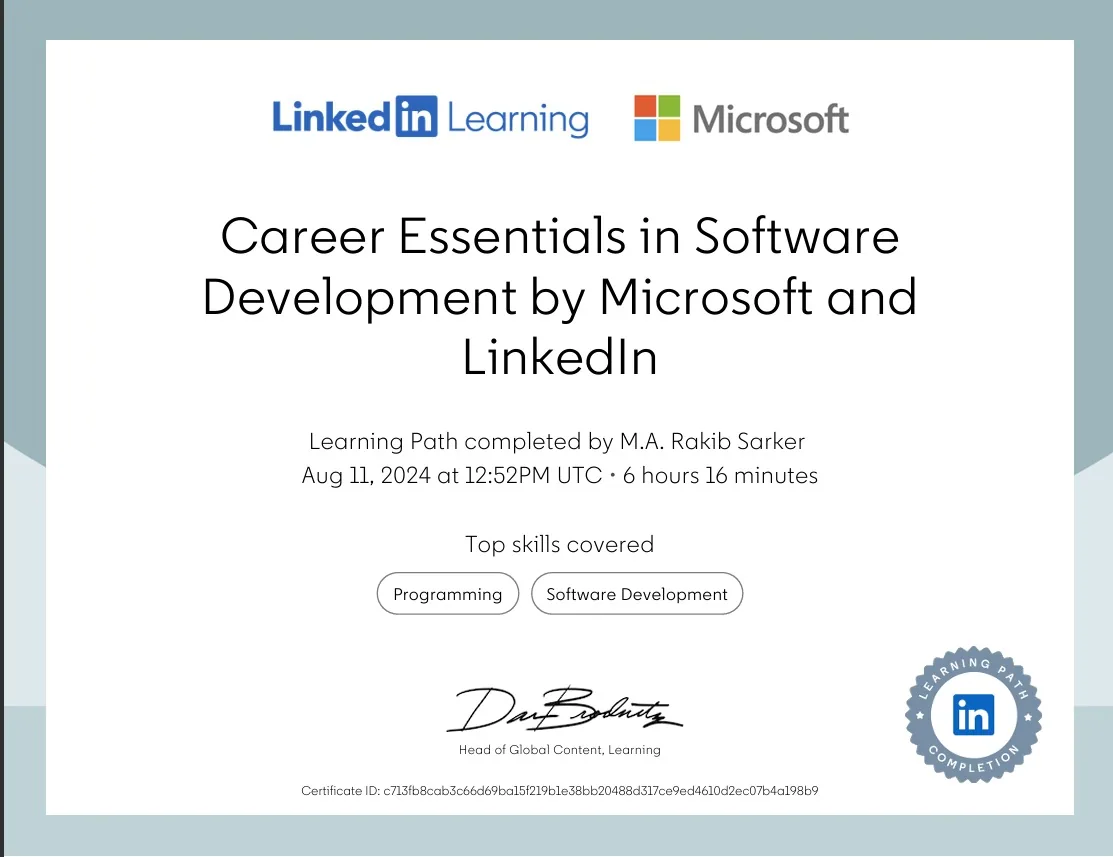 LinkedIn Learning Microsoft
Career Essentials in Software
Development by Microsoft and
LinkedIn
Learning Path completed by M.A. Rakib Sarker
Aug 11, 2024 at 12:52PM UTC • 6 hours 16 minutes
Top skills covered
Programming Software Development
Dan Brodnitz
Head of Global Content, Learning
LEARNING PATH
in
COMPLETION
Certificate ID: c713fb8cab3c66d69ba15f219b1e38bb20488d317ce9ed4610d2ec07b4a198b9